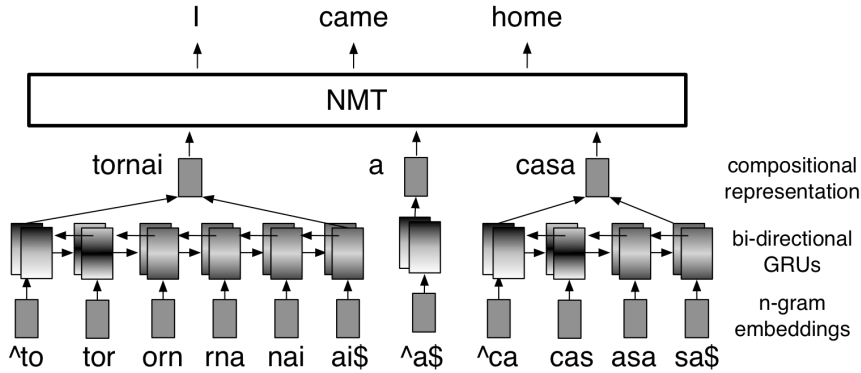 I came home
NMT
tornai a casa
compositional
representation
bi-directional
GRUs
n-gram
embeddings
^to tor orn rna nai ai$ ^a$ ^ca cas asa sa$